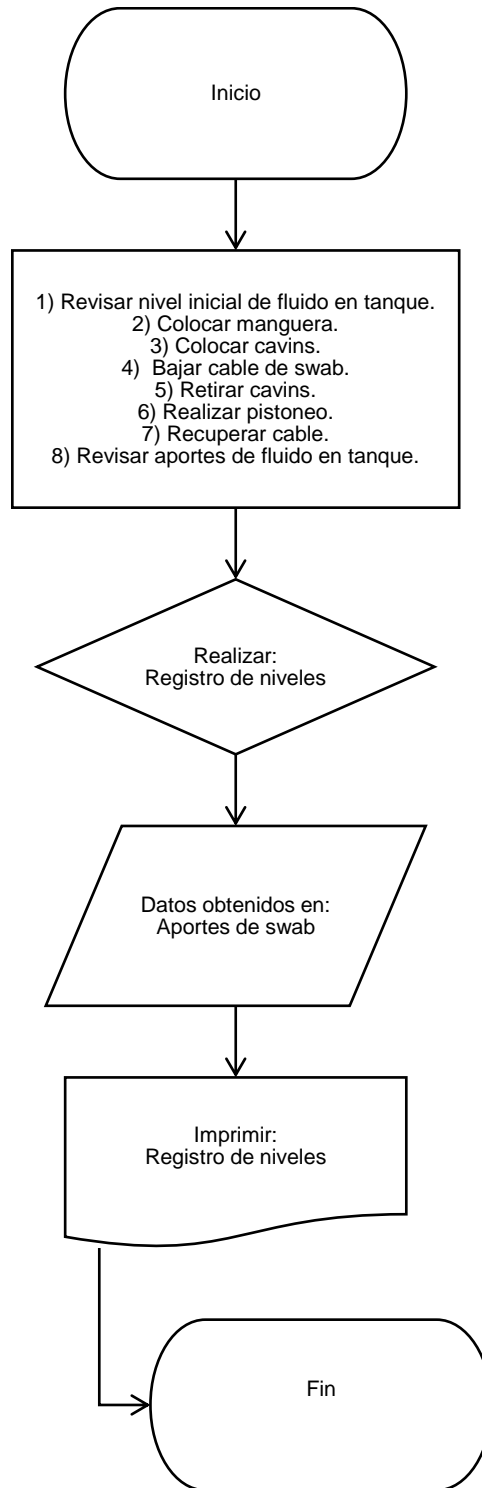 Inicio
1) Revisar nivel inicial de fluido en tanque.
2) Colocar manguera.
3) Colocar cavins.
4)  Bajar cable de swab.
5) Retirar cavins.
6) Realizar pistoneo.
7) Recuperar cable.
8) Revisar aportes de fluido en tanque.
Realizar:
Registro de niveles
Datos obtenidos en:
Aportes de swab
Imprimir:
Registro de niveles
Fin